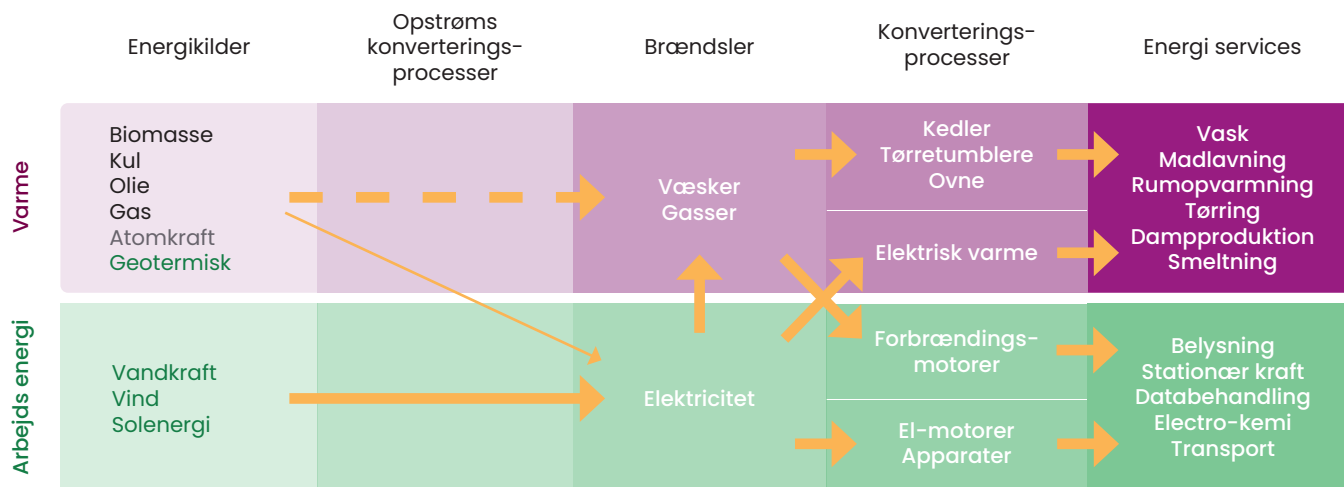 Energikilder
Opstrøms
konverterings-
processer
Brændsler
Konverterings-
processer
Energi services
Varme
Biomasse
Kul
Olie
Gas
Atomkraft
Geotermisk
Væsker
Gasser
Kedler
Tørretumblere
Ovne
Elektrisk varme
Vask
Madlavning
Rumopvarmning
Tørring
Dampproduktion
Smeltning
Arbejds energi
Vandkraft
Vind
Solenergi
Elektricitet
Forbrændings-
motorer
El-motorer
Apparater
Belysning
Stationær kraft
Databehandling
Electro-kemi
Transport